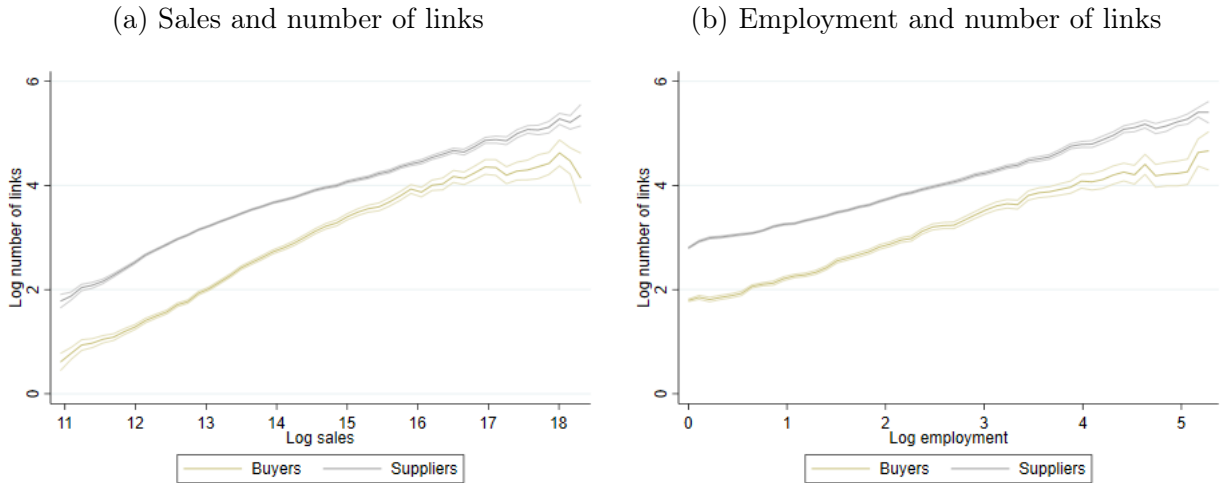 (a) Sales and number of links
6
4
2
0
Log number of links
11 12 13 14 15 16 17 18
Log sales
Buyers Suppliers
(b) Employment and number of links
6
4
2
0
Log number of links
0 1 2 3 4 5
Log employment
Buyers Suppliers